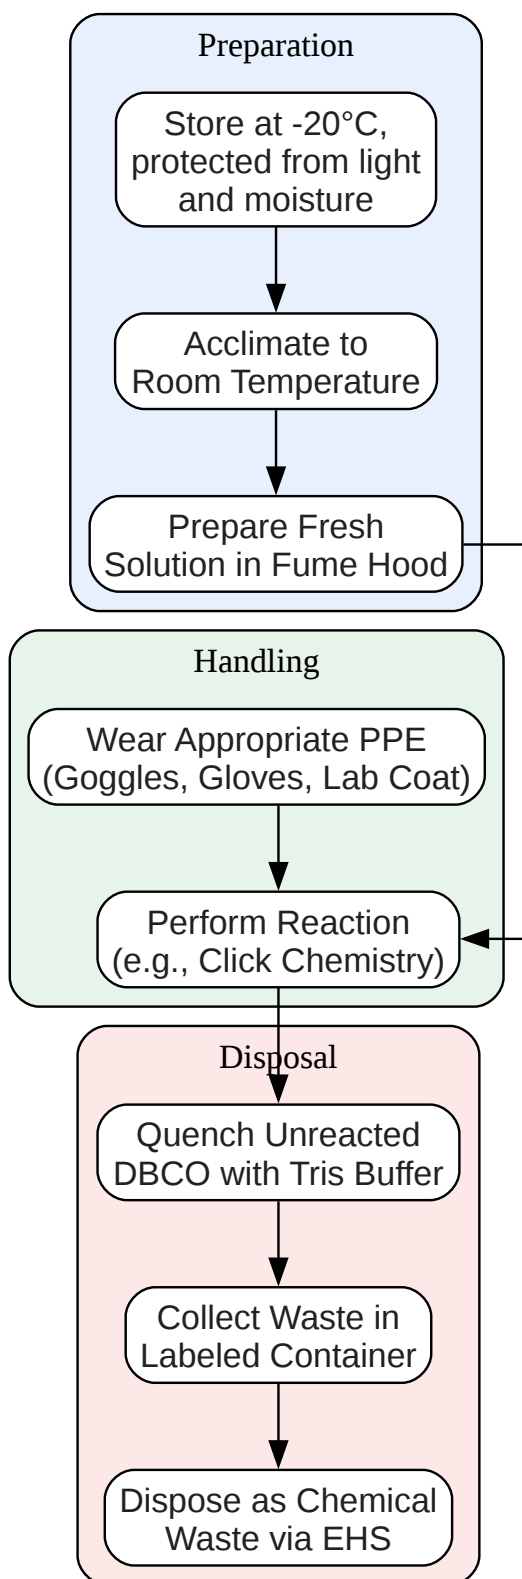 Preparation
Store at -20°C,
protected from light
and moisture
Acclimate to
Room Temperature
Prepare Fresh
Solution in Fume Hood
Handling
Wear Appropriate PPE
(Goggles, Gloves, Lab Coat)
Perform Reaction
(e.g., Click Chemistry)
Disposal
Quench Unreacted
DBCO with Tris Buffer
Collect Waste in
Labeled Container
Dispose as Chemical
Waste via EHS